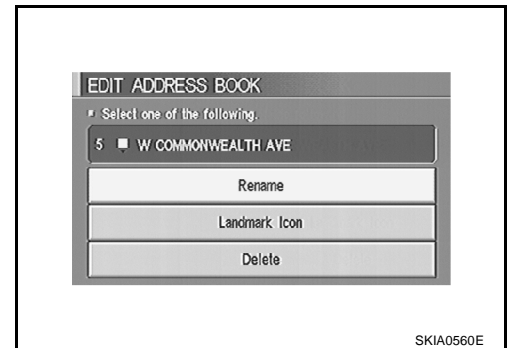 EDIT ADDRESS BOOK
Select one of the following.
5 W COMMONWEALTH AVE
Rename
Landmark Icon
Delete
SKIA0560E